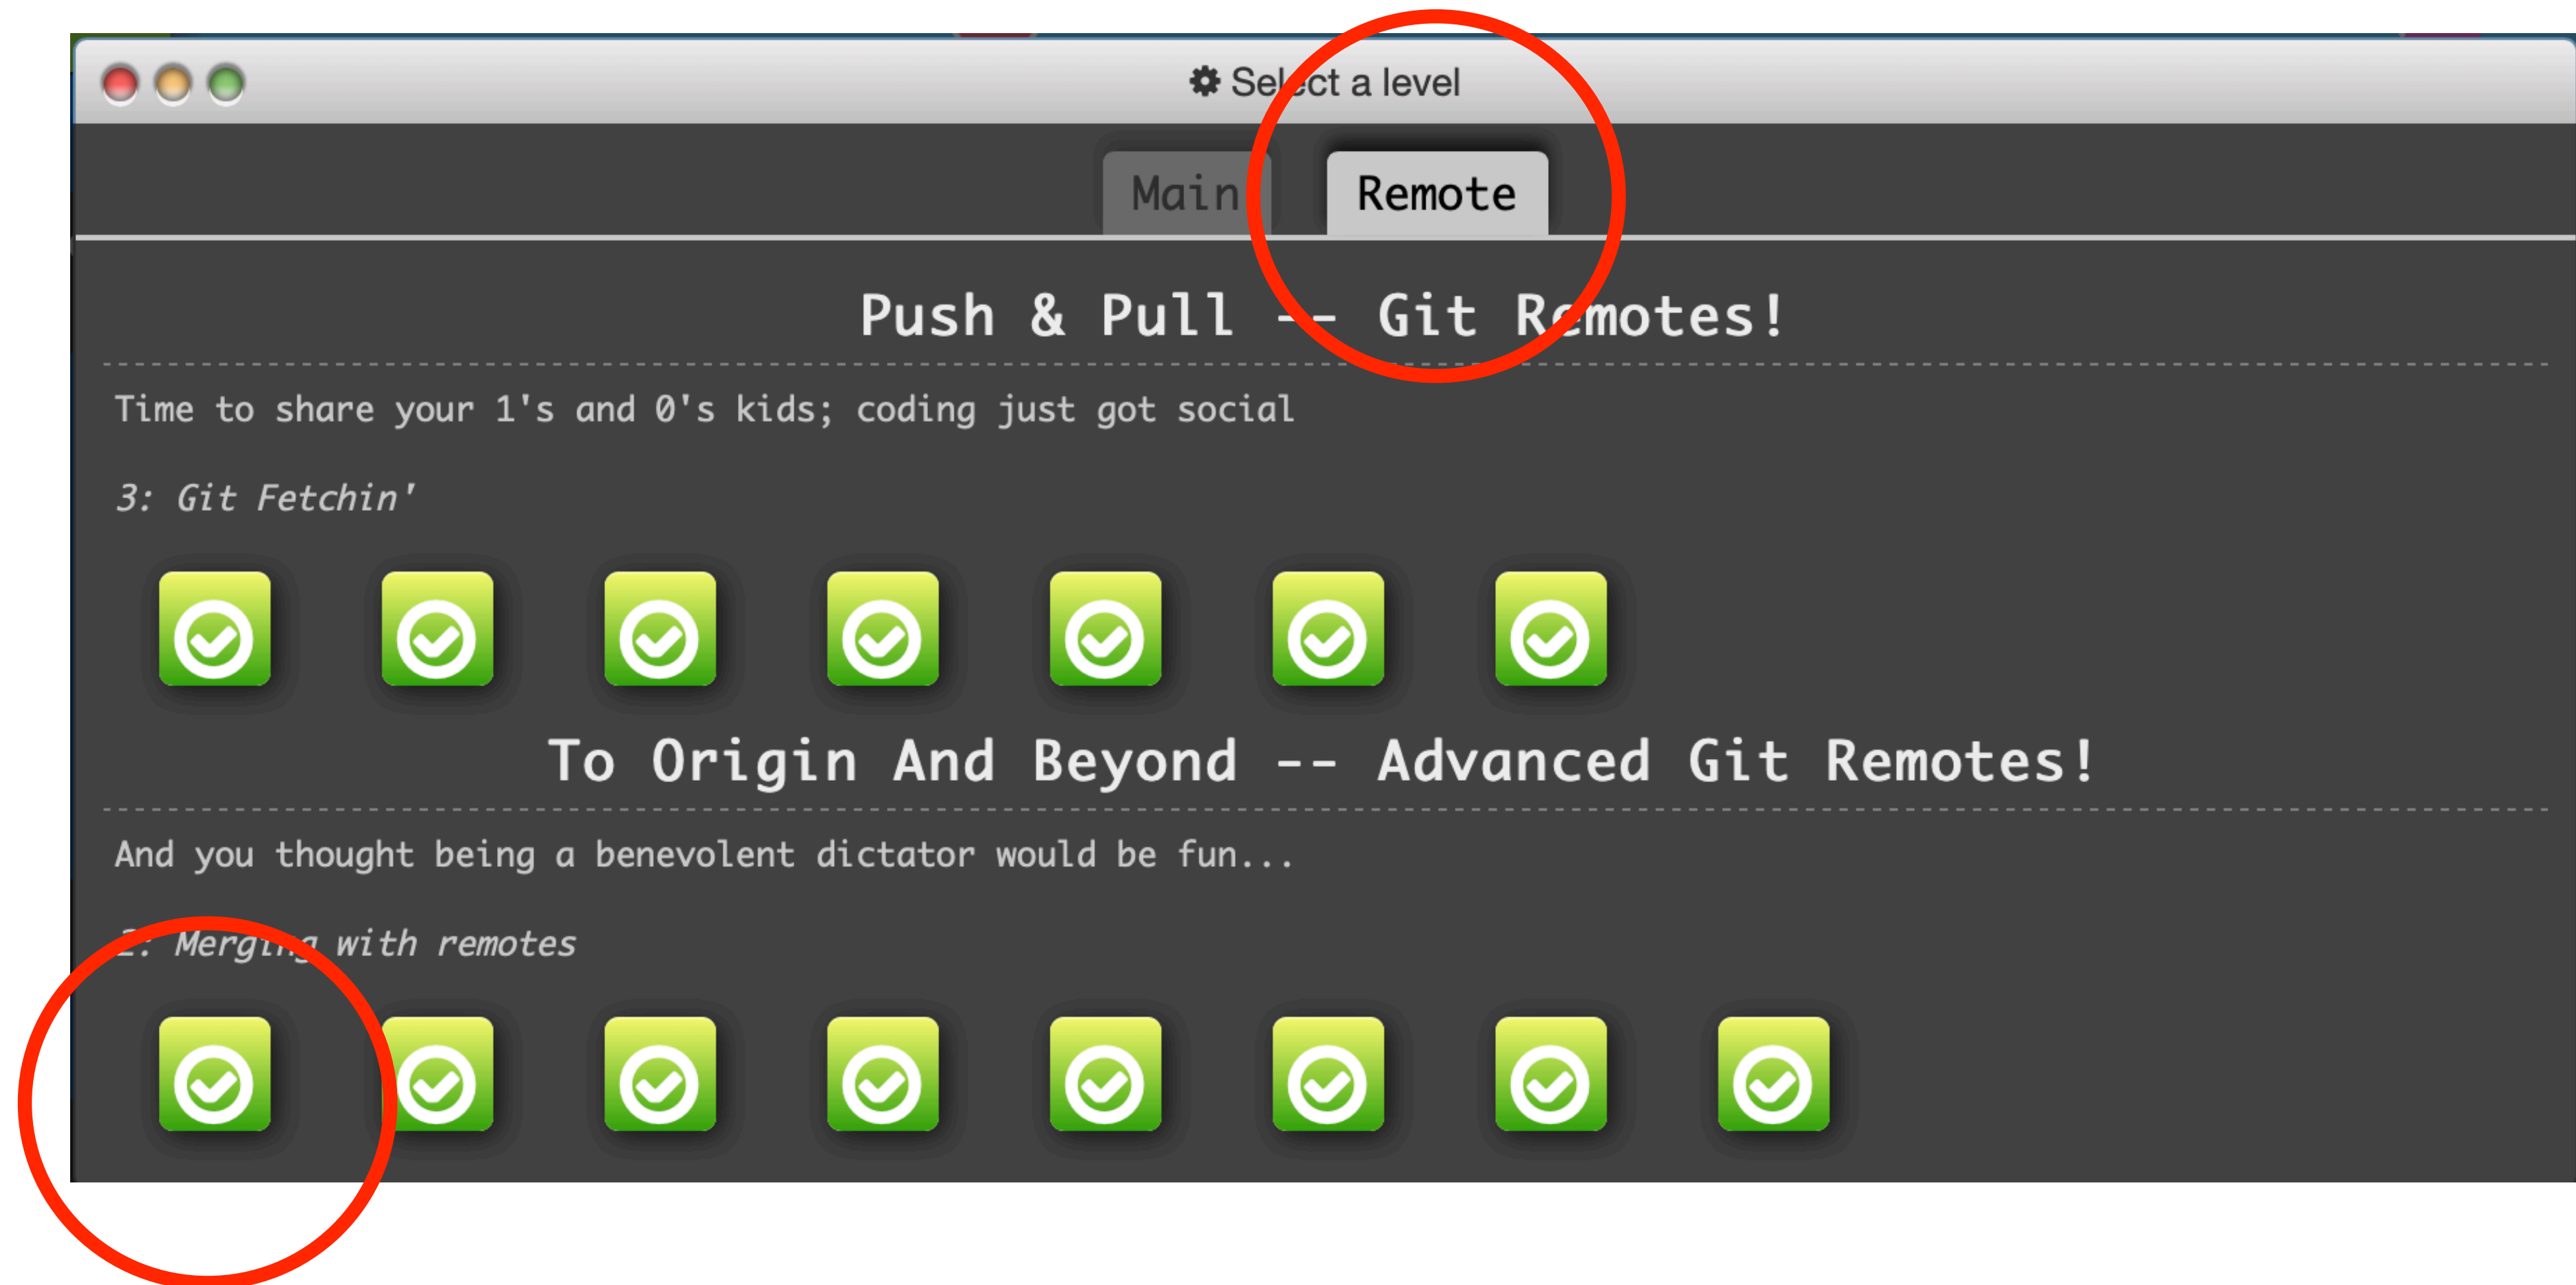 Select a level
Main
Remote
Push & Pull -- Git Remotes!
Time to share your 1's and 0's kids; coding just got social
3: Git Fetchin'
To Origin And Beyond -- Advanced Git Remotes!
And you thought being a benevolent dictator would be fun...
2: Merging with remotes